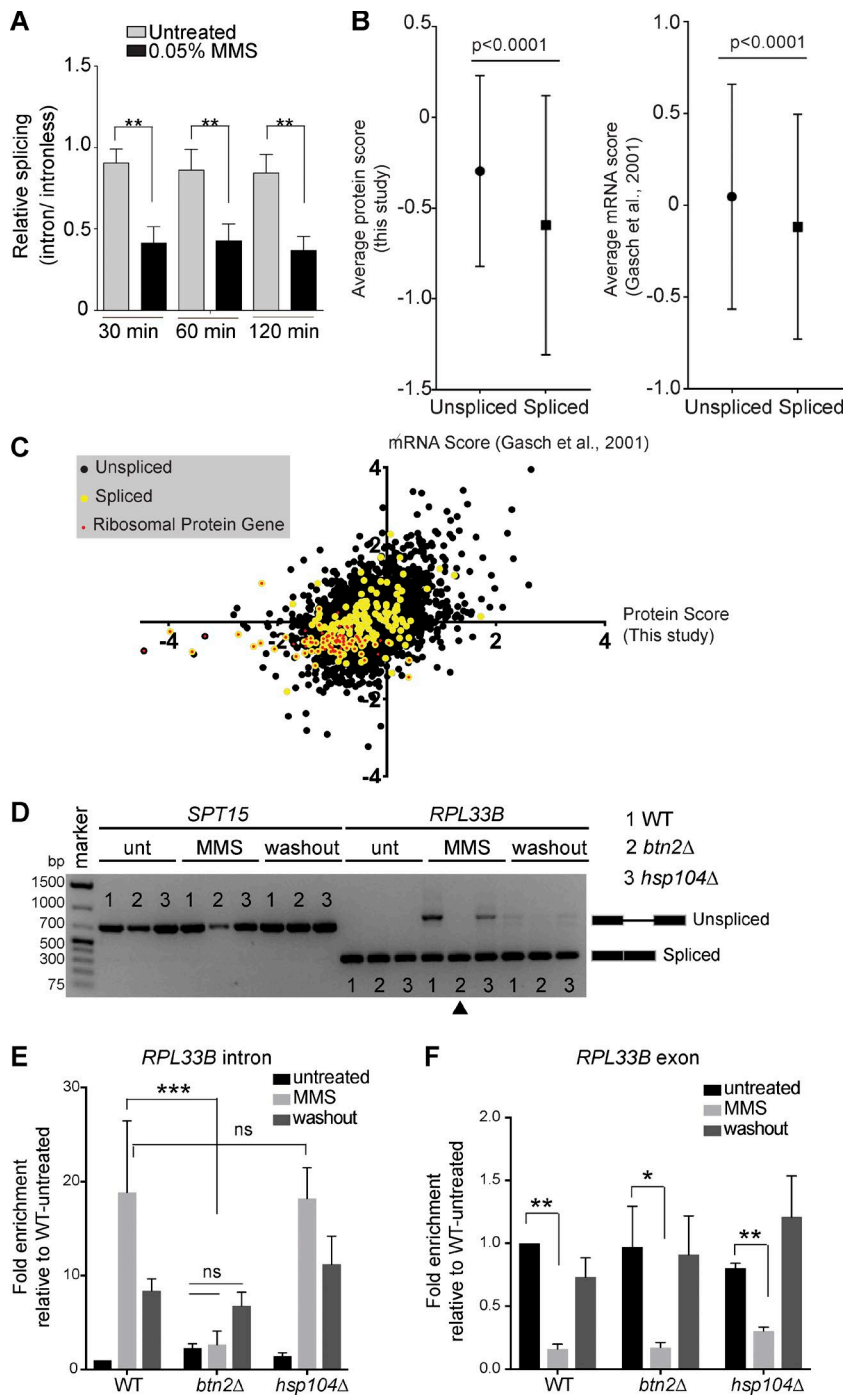 A
Untreated
0.05% MMS
Relative splicing
(intron/ intronless)
1.5
1.0
0.5
0
**
**
**
30 min
60 min
120 min
B
p<0.0001
Average protein score
(this study)
0
-0.5
-1.0
-1.5
Unspliced
Spliced
p<0.0001
Average mRNA score
(Gasch et al., 2001)
1.0
0.5
0
-0.5
-1.0
Unspliced
Spliced
C
mRNA Score (Gasch et al., 2001)
Unspliced
Spliced
Ribosomal Protein Gene
4
2
-2
-4
-4
-2
2
4
Protein Score
(This study)
D
marker
bp
1500
1000
700
500
300
75
SPT15
RPL33B
unt
MMS
washout
unt
MMS
washout
1 2 3 1 2 3 1 2 3
1 2 3 1 2 3 1 2 3
1 WT
2 btn2Δ
3 hsp104Δ
Unspliced
Spliced
E
RPL33B intron
untreated
MMS
washout
Fold enrichment
relative to WT-untreated
30
20
10
0
***
ns
ns
WT
btn2Δ
hsp104Δ
F
RPL33B exon
untreated
MMS
washout
Fold enrichment
relative to WT-untreated
2.0
1.5
1.0
0.5
0.0
**
*
**
WT
btn2Δ
hsp104Δ